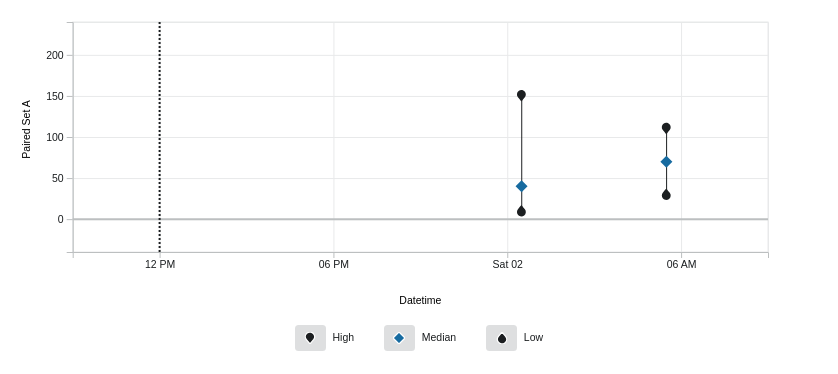 200
150
100
50
0
Paired Set A
12 PM
06 PM
Sat 02
06 AM
Datetime
High
Median
Low